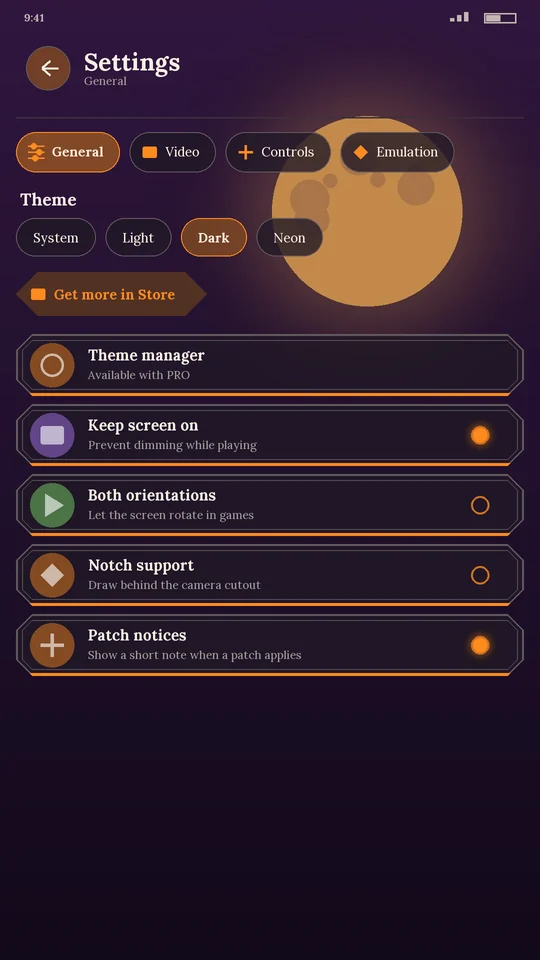 9:41
Settings
General
General
Video
Controls
Emulation
Theme
System
Light
Dark
Neon
Get more in Store
Theme manager
Available with PRO
Keep screen on
Prevent dimming while playing
Both orientations
Let the screen rotate in games
Notch support
Draw behind the camera cutout
Patch notices
Show a short note when a patch applies